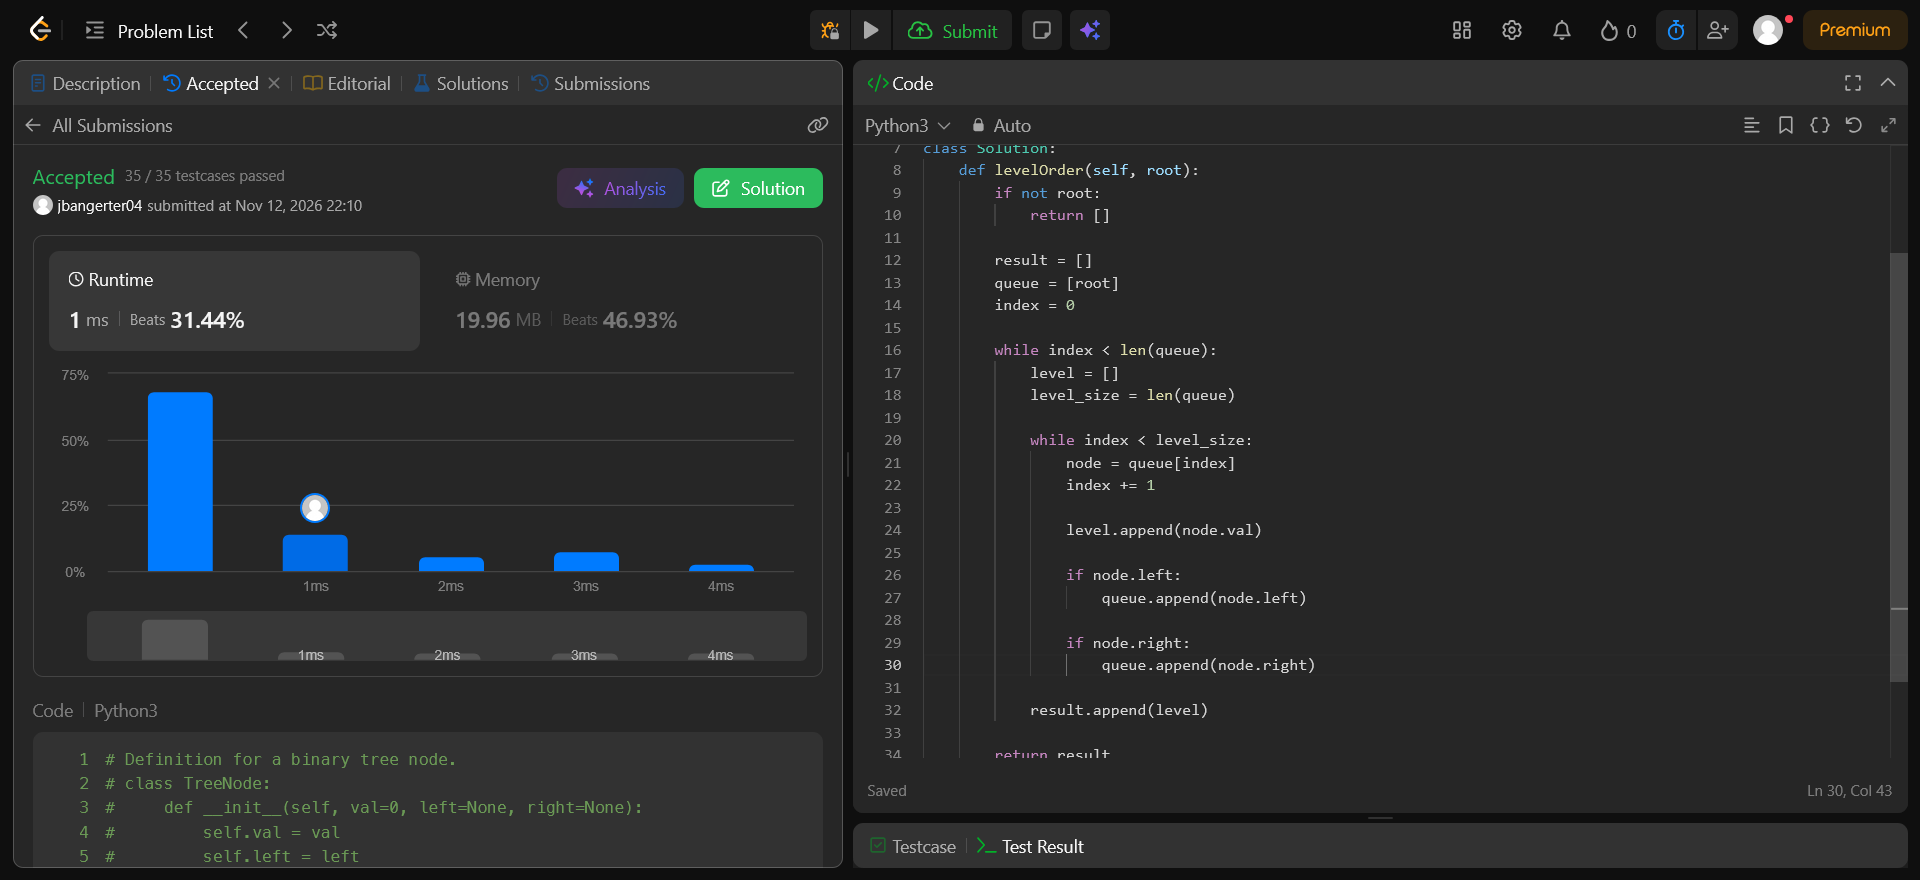 Problem List
Submit
0
Premium
Description
Accepted
Editorial
Solutions
Submissions
All Submissions
Accepted 35 / 35 testcases passed
jbangerter04 submitted at Nov 12, 2026 22:10
Analysis
Solution
Runtime
1 ms Beats 31.44%
Memory
19.96 MB Beats 46.93%
75%
50%
25%
0%
1ms 2ms 3ms 4ms
1ms 2ms 3ms 4ms
Code Python3
1 # Definition for a binary tree node.
2 # class TreeNode:
3 #     def __init__(self, val=0, left=None, right=None):
4 #         self.val = val
5 #         self.left = left
</> Code
Python3 Auto
7 class Solution:
8     def levelOrder(self, root):
9         if not root:
10             return []
11
12         result = []
13         queue = [root]
14         index = 0
15
16         while index < len(queue):
17             level = []
18             level_size = len(queue)
19
20             while index < level_size:
21                 node = queue[index]
22                 index += 1
23
24                 level.append(node.val)
25
26                 if node.left:
27                     queue.append(node.left)
28
29                 if node.right:
30                     queue.append(node.right)
31
32             result.append(level)
33
34         return result
Saved
Ln 30, Col 43
Testcase
Test Result